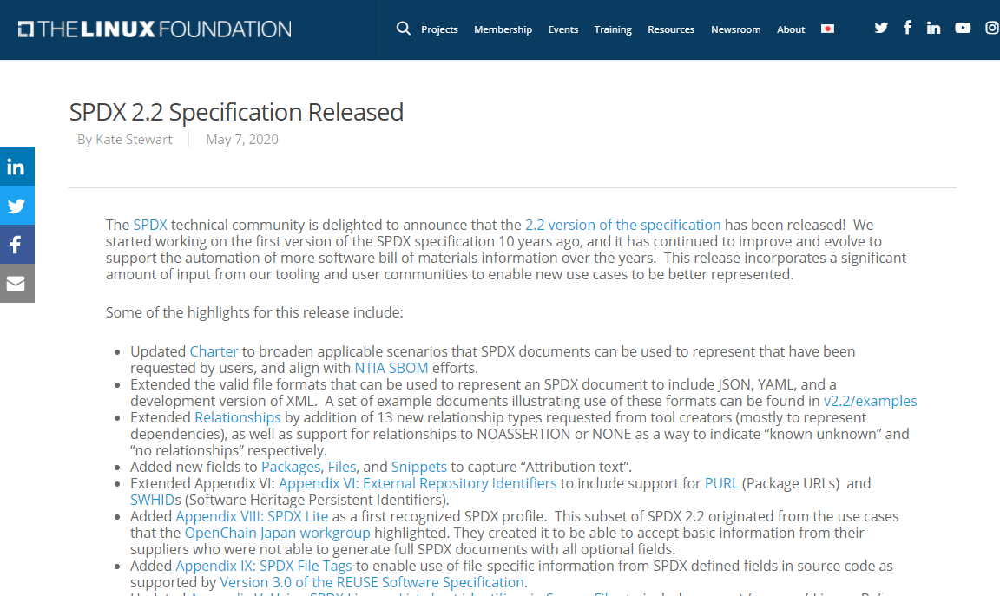 THE LINUX FOUNDATION
Projects Membership Events Training Resources Newsroom About
SPDX 2.2 Specification Released
By Kate Stewart May 7, 2020
The SPDX technical community is delighted to announce that the 2.2 version of the specification has been released! We
started working on the first version of the SPDX specification 10 years ago, and it has continued to improve and evolve to
support the automation of more software bill of materials information over the years. This release incorporates a significant
amount of input from our tooling and user communities to enable new use cases to be better represented.
Some of the highlights for this release include:
• Updated Charter to broaden applicable scenarios that SPDX documents can be used to represent that have been
requested by users, and align with NTIA SBOM efforts.
• Extended the valid file formats that can be used to represent an SPDX document to include JSON, YAML, and a
development version of XML. A set of example documents illustrating use of these formats can be found in v2.2/examples
• Extended Relationships by addition of 13 new relationship types requested from tool creators (mostly to represent
dependencies), as well as support for relationships to NOASSERTION or NONE as a way to indicate “known unknown” and
“no relationships” respectively.
• Added new fields to Packages, Files, and Snippets to capture “Attribution text”.
• Extended Appendix VI: Appendix VI: External Repository Identifiers to include support for PURL (Package URLs) and
SWHIDs (Software Heritage Persistent Identifiers).
• Added Appendix VIII: SPDX Lite as a first recognized SPDX profile. This subset of SPDX 2.2 originated from the use cases
that the OpenChain Japan workgroup highlighted. They created it to be able to accept basic information from their
suppliers who were not able to generate full SPDX documents with all optional fields.
• Added Appendix IX: SPDX File Tags to enable use of file-specific information from SPDX defined fields in source code as
supported by Version 3.0 of the REUSE Software Specification.